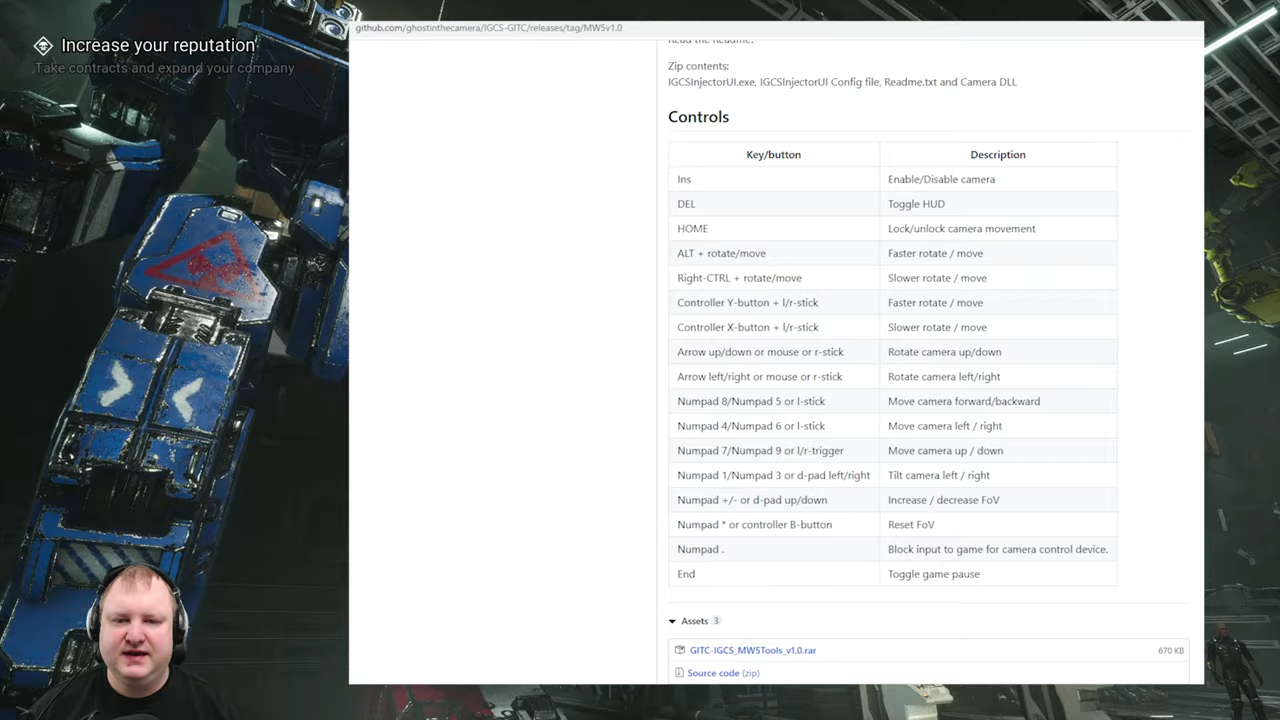 github.com/ghostinthecamera/IGCS-GITC/releases/tag/MW5v1.0
Increase your reputation
Take contracts and expand your company
Read the Readme.
Zip contents:
IGCSInjectorUI.exe, IGCSInjectorUI Config file, Readme.txt and Camera DLL
Controls
Key/button Description
Ins Enable/Disable camera
DEL Toggle HUD
HOME Lock/unlock camera movement
ALT + rotate/move Faster rotate / move
Right-CTRL + rotate/move Slower rotate / move
Controller Y-button + l/r-stick Faster rotate / move
Controller X-button + l/r-stick Slower rotate / move
Arrow up/down or mouse or r-stick Rotate camera up/down
Arrow left/right or mouse or r-stick Rotate camera left/right
Numpad 8/Numpad 5 or l-stick Move camera forward/backward
Numpad 4/Numpad 6 or l-stick Move camera left / right
Numpad 7/Numpad 9 or l/r-trigger Move camera up / down
Numpad 1/Numpad 3 or d-pad left/right Tilt camera left / right
Numpad +/- or d-pad up/down Increase / decrease FoV
Numpad * or controller B-button Reset FoV
Numpad . Block input to game for camera control device.
End Toggle game pause
Assets 3
GITC-IGCS_MW5Tools_v1.0.rar 670 KB
Source code (zip)